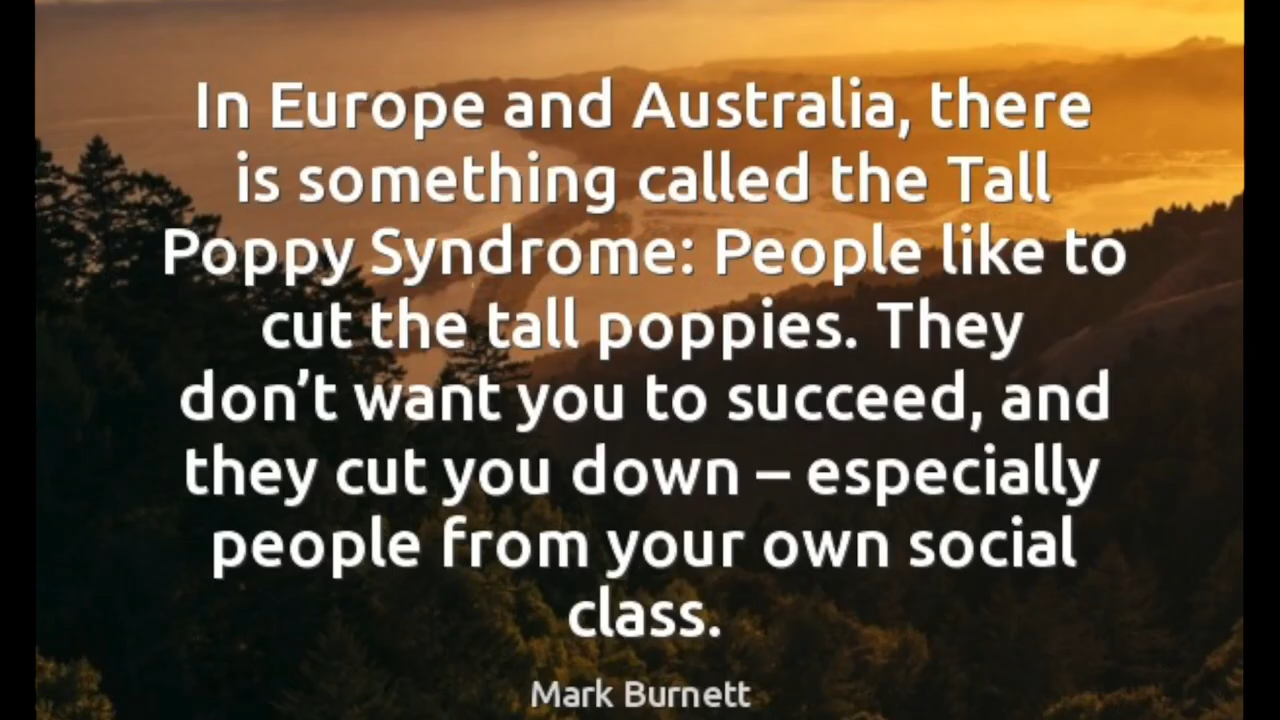 In Europe and Australia, there
is something called the Tall
Poppy Syndrome: People like to
cut the tall poppies. They
don’t want you to succeed, and
they cut you down – especially
people from your own social
class.
Mark Burnett